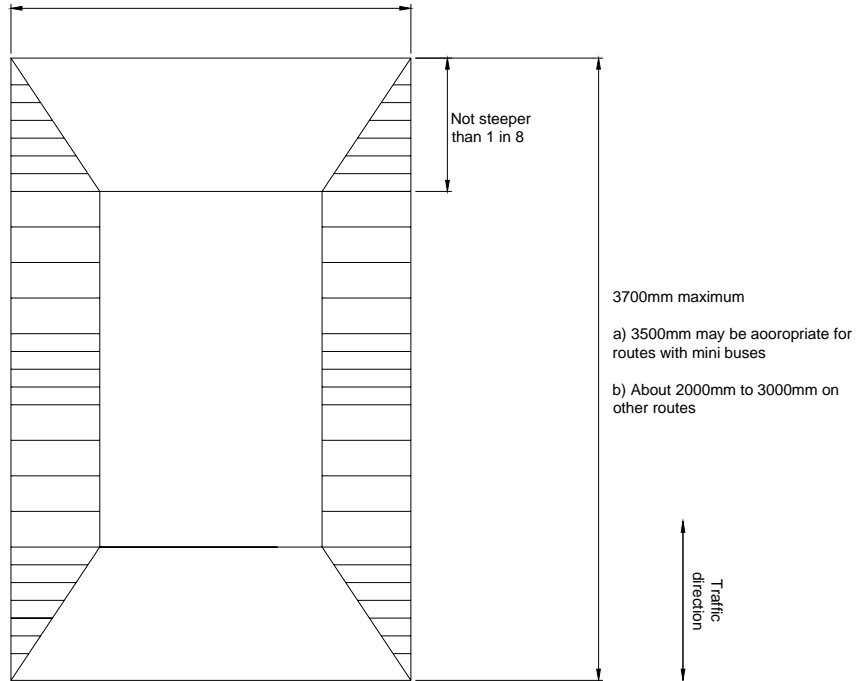 Not steeper
than 1 in 8
3700mm maximum
a) 3500mm may be aooropriate for
routes with mini buses
b) About 2000mm to 3000mm on
other routes
Traffic
direction